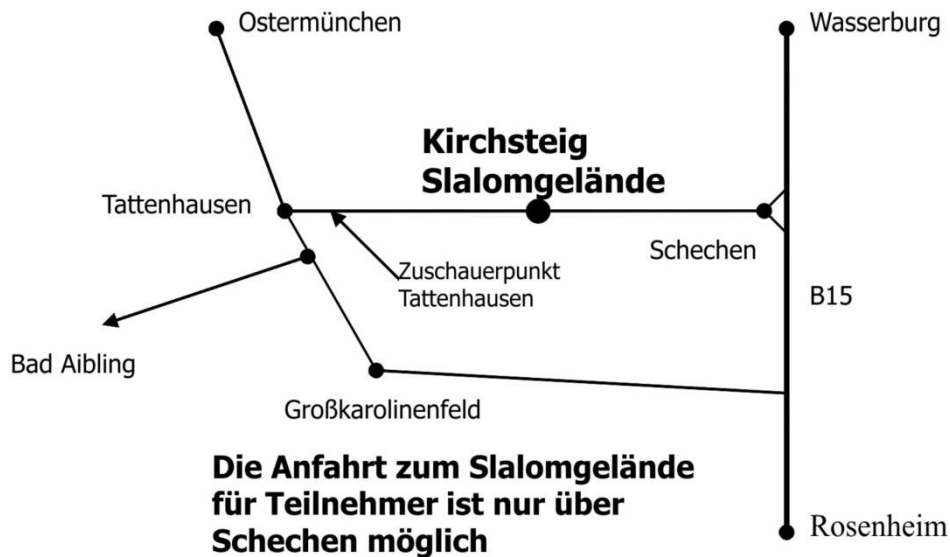 Ostermünchen
Wasserburg
Kirchsteig
Slalomgelände
Tattenhausen
Schechen
Zuschauerpunkt
Tattenhausen
B15
Bad Aibling
Großkarolinenfeld
Die Anfahrt zum Slalomgelände
für Teilnehmer ist nur über
Schechen möglich
Rosenheim